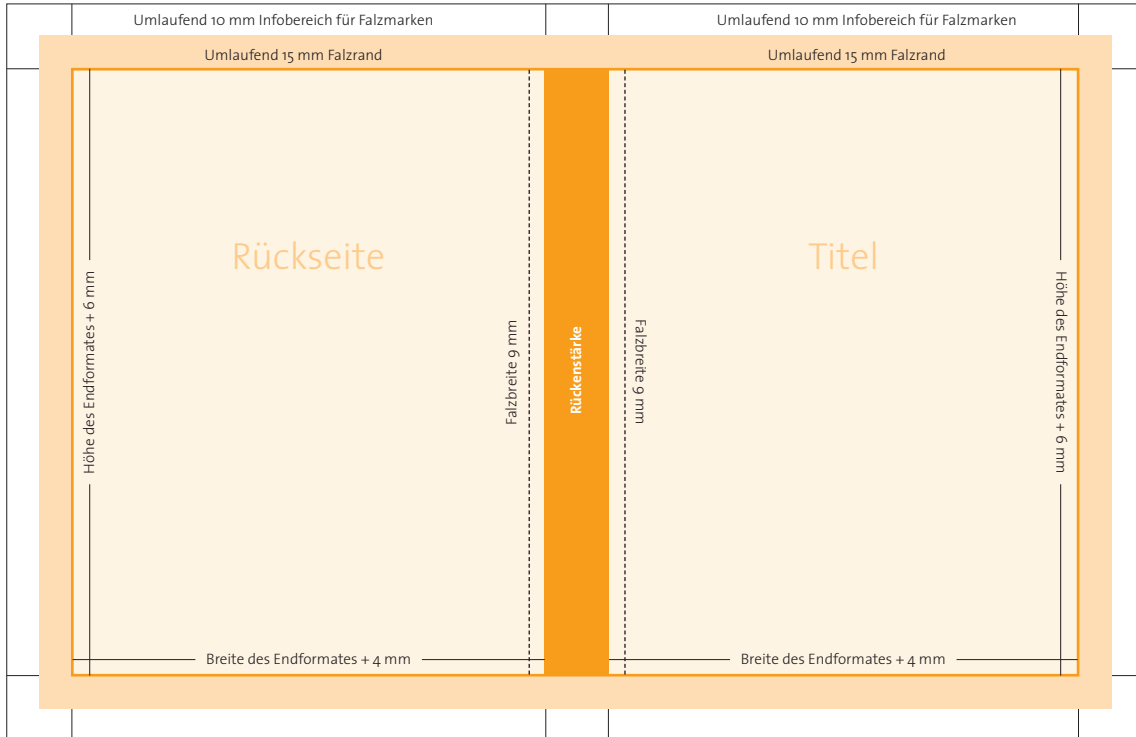 Umlaufend 10 mm Infobereich für Falzmarken
Umlaufend 10 mm Infobereich für Falzmarken
Umlaufend 15 mm Falzrand
Umlaufend 15 mm Falzrand
Rückseite
Titel
Höhe des Endformates + 6 mm
Falzbreite 9 mm
Rückenstärke
Falzbreite 9 mm
Höhe des Endformates + 6 mm
Breite des Endformates + 4 mm
Breite des Endformates + 4 mm